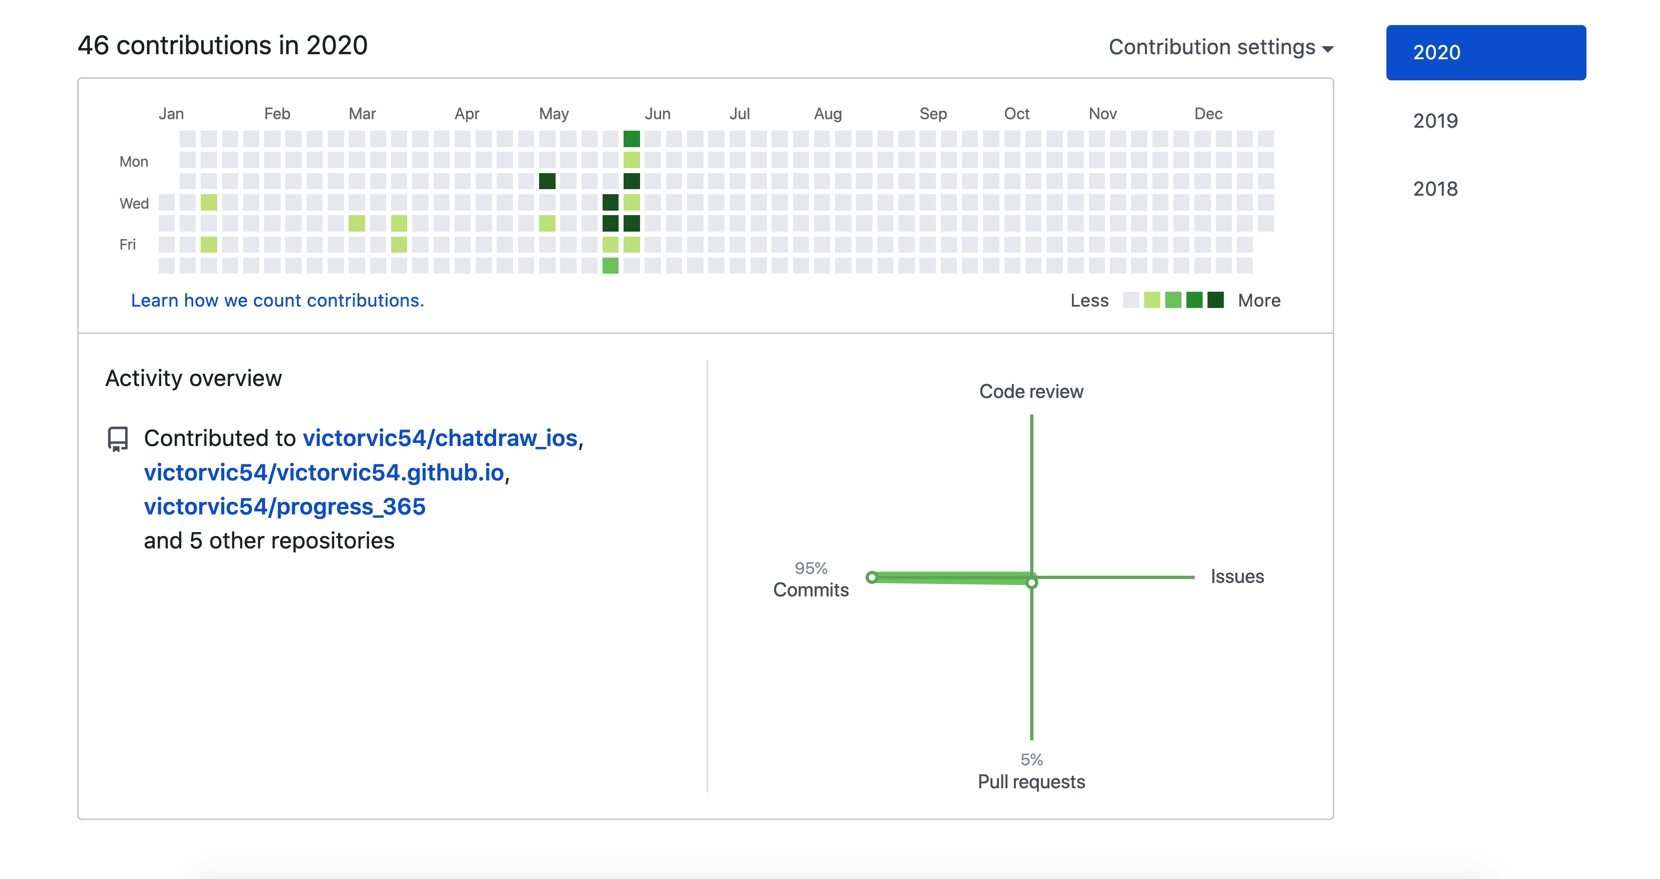 46 contributions in 2020
Contribution settings
2020
2019
2018
Jan Feb Mar Apr May Jun Jul Aug Sep Oct Nov Dec
Mon
Wed
Fri
Learn how we count contributions.
Less More
Activity overview
Contributed to victorvic54/chatdraw_ios,
victorvic54/victorvic54.github.io,
victorvic54/progress_365
and 5 other repositories
Code review
95%
Commits
Issues
5%
Pull requests